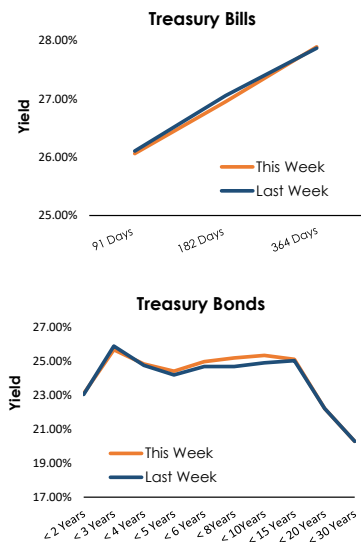 Treasury Bills
28.00%
27.00%
26.00%
25.00%
Yield
This Week
Last Week
91 Days
182 Days
364 Days
Treasury Bonds
27.00%
25.00%
23.00%
21.00%
19.00%
17.00%
Yield
This Week
Last Week
< 2 Years
< 3 Years
< 4 Years
< 5 Years
< 6 Years
< 8Years
< 10Years
< 15 Years
< 20 Years
< 30 Years